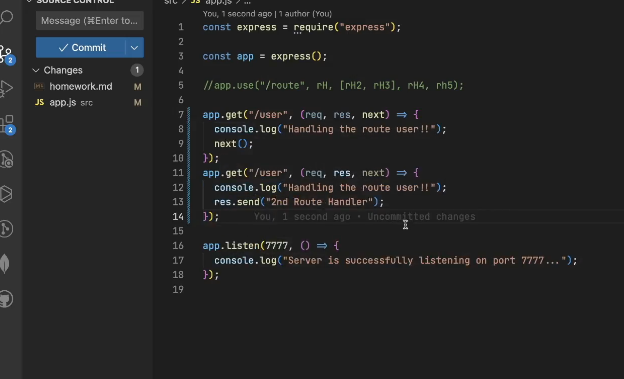 SOURCE CONTROL
src > JS app.js > ...
Message (⌘Enter to...
✓ Commit
Changes 1
homework.md M
JS app.js src M
2
2
You, 1 second ago | 1 author (You)
1 const express = require("express");
2
3 const app = express();
4
5 //app.use("/route", rH, [rH2, rH3], rH4, rh5);
6
7 app.get("/user", (req, res, next) => {
8 console.log("Handling the route user!!");
9 next();
10 });
11 app.get("/user", (req, res, next) => {
12 console.log("Handling the route user!!");
13 res.send("2nd Route Handler");
14 }); You, 1 second ago • Uncommitted changes
15
16 app.listen(7777, () => {
17 console.log("Server is successfully listening on port 7777...");
18 });
19